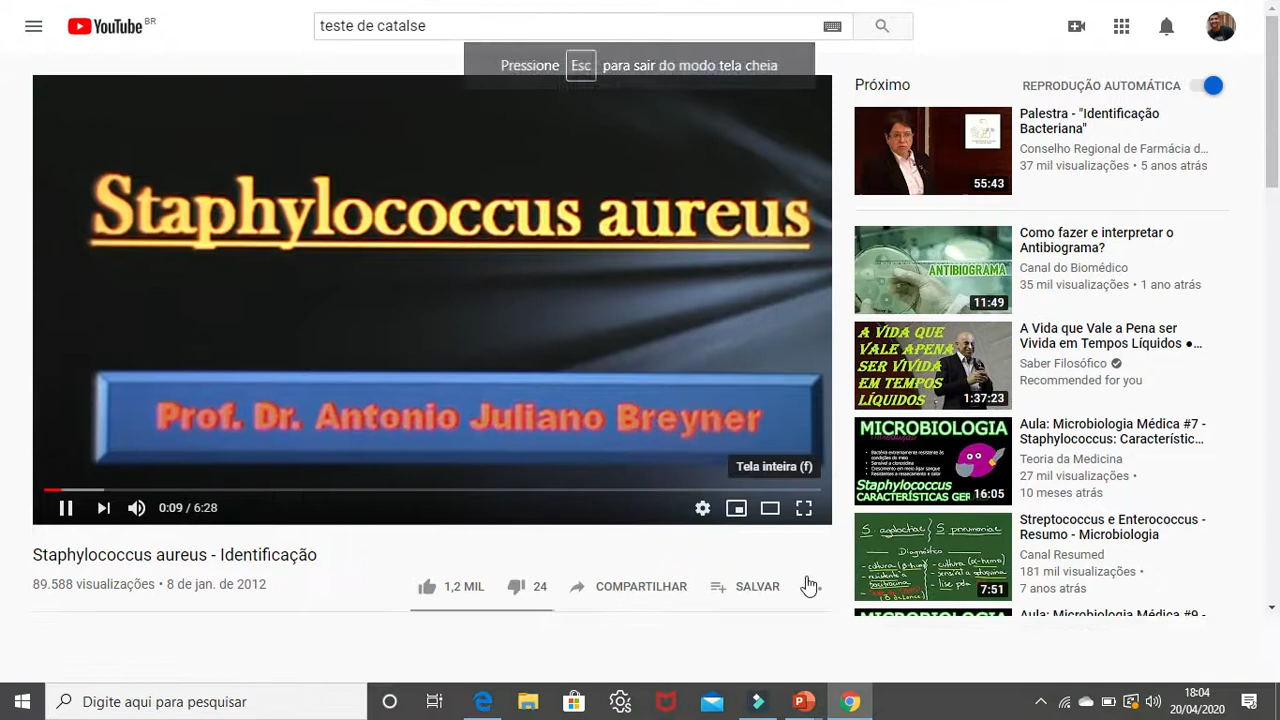 YouTube BR
teste de catalse
Pressione Esc para sair do modo tela cheia
Staphylococcus aureus
Prof. Dr. Antonio Juliano Breyner
Tela inteira (f)
0:09 / 6:28
Staphylococcus aureus - Identificação
89.588 visualizações • 8 de jan. de
1,2 MIL
24
COMPARTILHAR
SALVAR
Próximo
REPRODUÇÃO AUTOMÁTICA
55:43
Palestra - "Identificação
Bacteriana"
Conselho Regional de Farmácia d...
37 mil visualizações • 5 anos atrás
ANTIBIOGRAMA
11:49
Como fazer e interpretar o
Antibiograma?
Canal do Biomédico
35 mil visualizações • 1 ano atrás
A VIDA QUE
VALE APENA
SER VIVIDA
EM TEMPOS
LÍQUIDOS
1:37:23
A Vida que Vale a Pena ser
Vivida em Tempos Líquidos ●...
Saber Filosófico
Recommended for you
MICROBIOLOGIA
Staphylococcus
CARACTERÍSTICAS GER
16:05
Aula: Microbiologia Médica #7 -
Staphylococcus: Característic...
Teoria da Medicina
27 mil visualizações •
10 meses atrás
Diagnóstico
7:51
Streptococcus e Enterococcus -
Resumo - Microbiologia
Canal Resumed
181 mil visualizações •
7 anos atrás
Aula: Microbiologia Médica #9 -
Digite aqui para pesquisar
18:04
20/04/2020